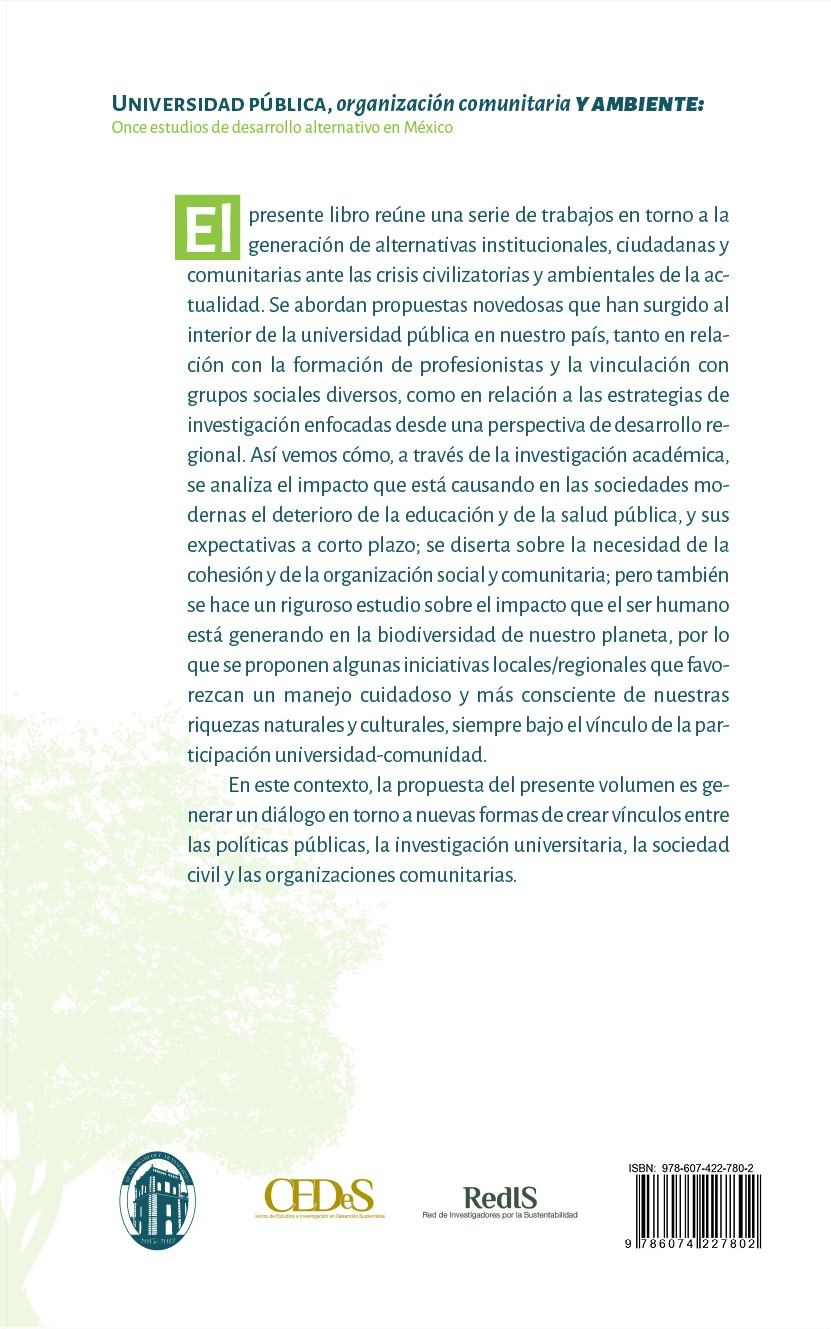 Universidad pública, organización comunitaria y ambiente:
Once estudios de desarrollo alternativo en México
El presente libro reúne una serie de trabajos en torno a la
generación de alternativas institucionales, ciudadanas y
comunitarias ante las crisis civilizatorias y ambientales de la ac-
tualidad. Se abordan propuestas novedosas que han surgido al
interior de la universidad pública en nuestro país, tanto en rela-
ción con la formación de profesionistas y la vinculación con
grupos sociales diversos, como en relación a las estrategias de
investigación enfocadas desde una perspectiva de desarrollo re-
gional. Así vemos cómo, a través de la investigación académica,
se analiza el impacto que está causando en las sociedades mo-
dernas el deterioro de la educación y de la salud pública, y sus
expectativas a corto plazo; se diserta sobre la necesidad de la
cohesión y de la organización social y comunitaria; pero también
se hace un riguroso estudio sobre el impacto que el ser humano
está generando en la biodiversidad de nuestro planeta, por lo
que se proponen algunas iniciativas locales/regionales que favo-
rezcan un manejo cuidadoso y más consciente de nuestras
riquezas naturales y culturales, siempre bajo el vínculo de la par-
ticipación universidad-comunidad.
En este contexto, la propuesta del presente volumen es ge-
nerar un diálogo en torno a nuevas formas de crear vínculos entre
las políticas públicas, la investigación universitaria, la sociedad
civil y las organizaciones comunitarias.
2013-2017
CEDeS
Centro de Estudios e Investigación en Desarrollo Sustentable
RedIS
Red de Investigadores por la Sustentabilidad
ISBN: 978-607-422-780-2
9 786074 227802